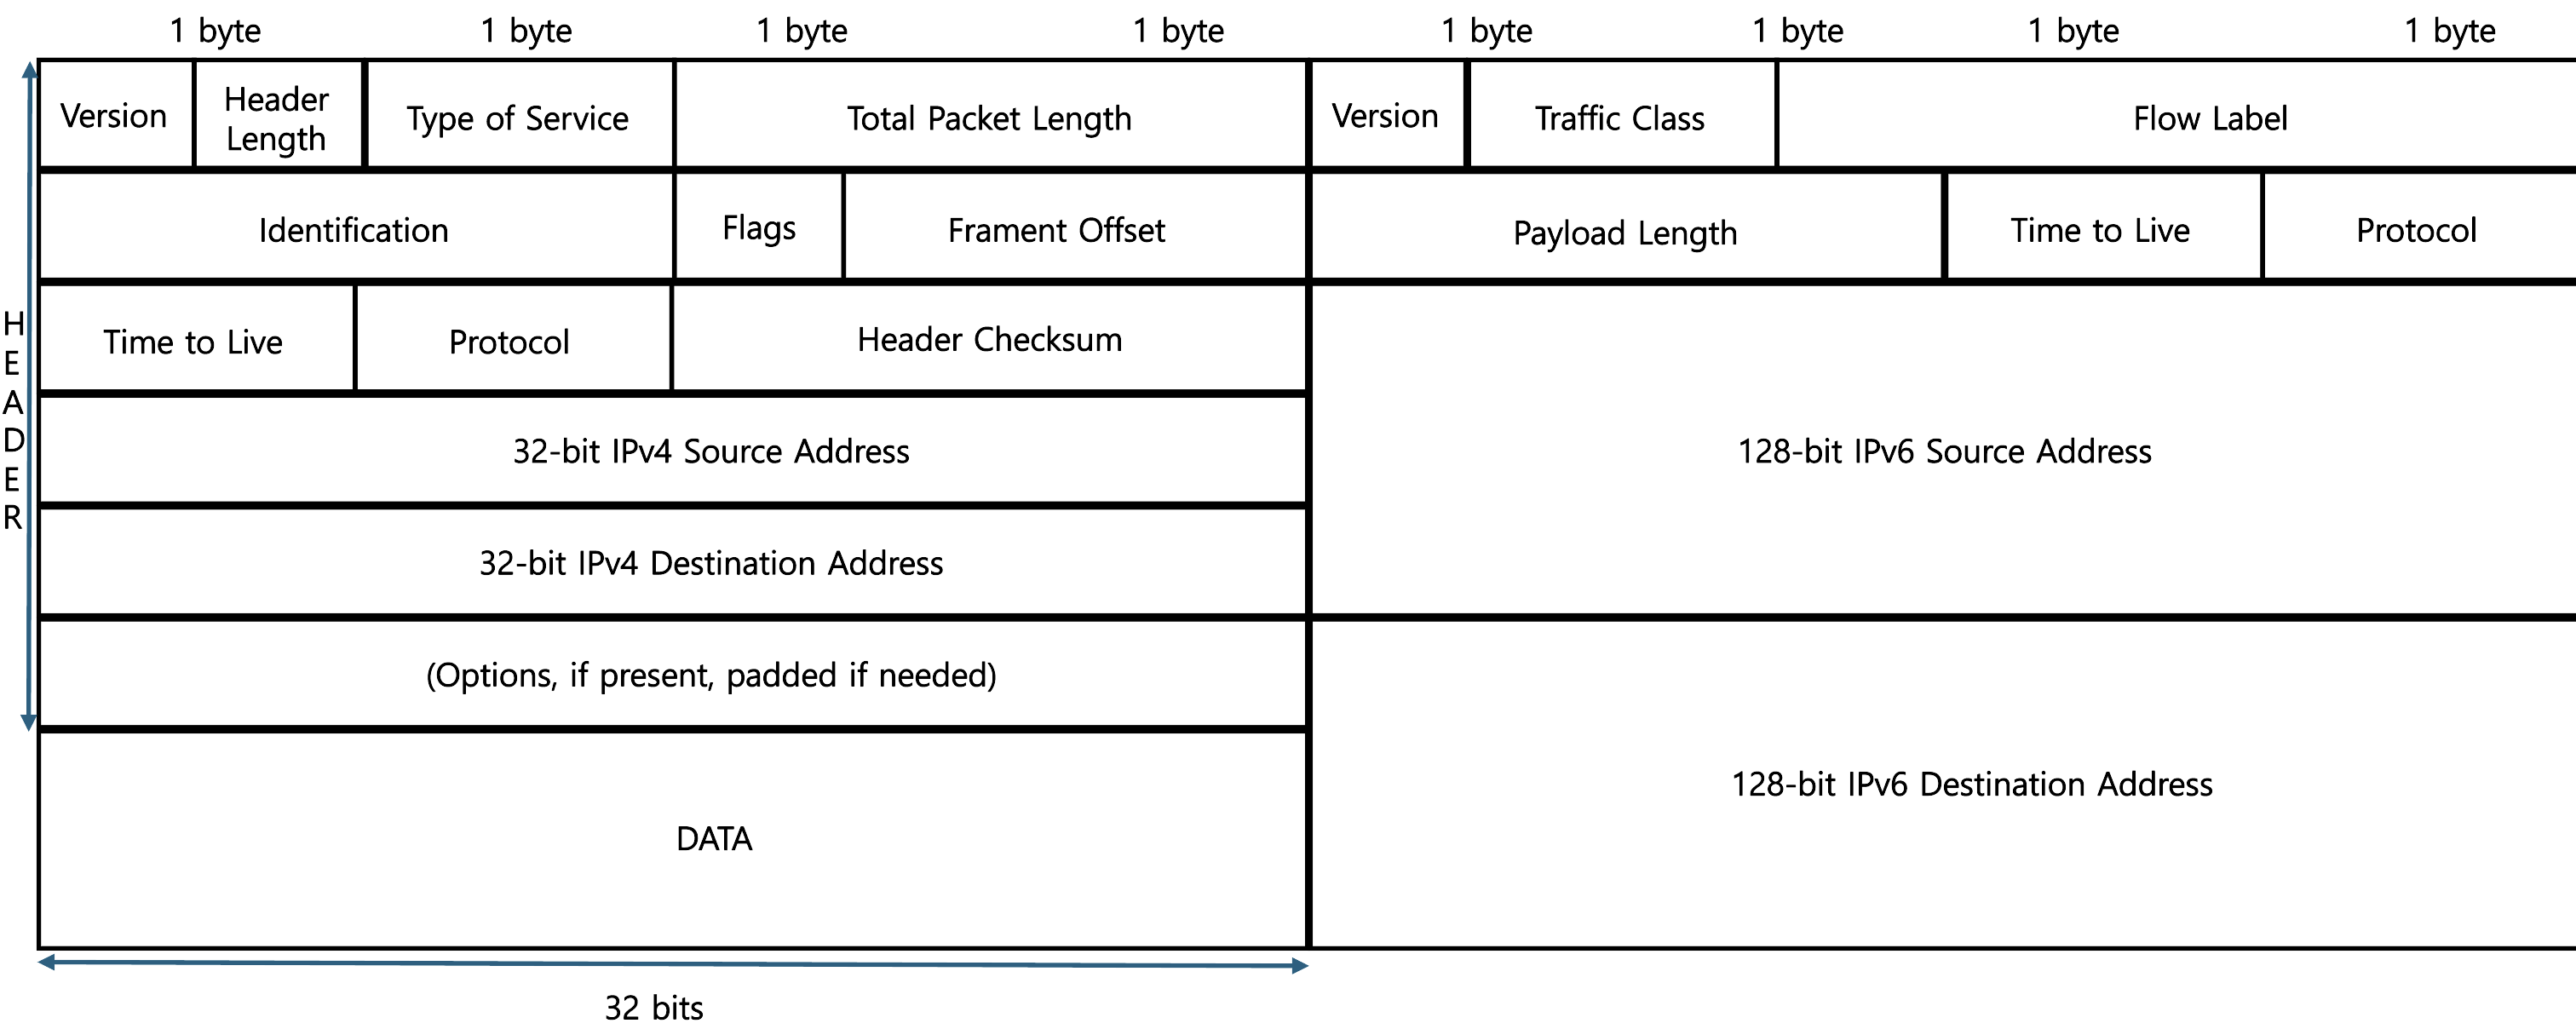 1 byte 1 byte 1 byte 1 byte 1 byte 1 byte 1 byte 1 byte
Version Header Length Type of Service Total Packet Length Version Traffic Class Flow Label
Identification Flags Frament Offset Payload Length Time to Live Protocol
Time to Live Protocol Header Checksum
HEADER
32-bit IPv4 Source Address 128-bit IPv6 Source Address
32-bit IPv4 Destination Address
(Options, if present, padded if needed)
128-bit IPv6 Destination Address
DATA
32 bits